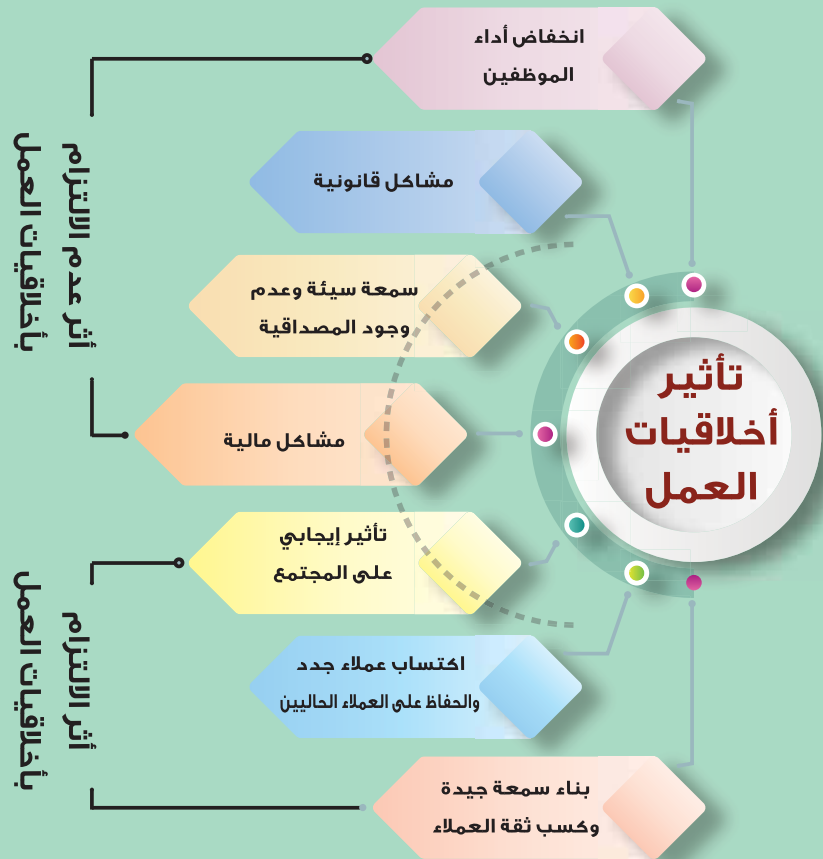 تأثير
أخلاقيات
العمل
أثر عدم الالتزام
بأخلاقيات العمل
انخفاض أداء
الموظفين
مشاكل قانونية
سمعة سيئة وعدم
وجود المصداقية
مشاكل مالية
أثر الالتزام
بأخلاقيات العمل
تأثير إيجابي
على المجتمع
اكتساب عملاء جدد
والحفاظ على العملاء الحاليين
بناء سمعة جيدة
وكسب ثقة العملاء